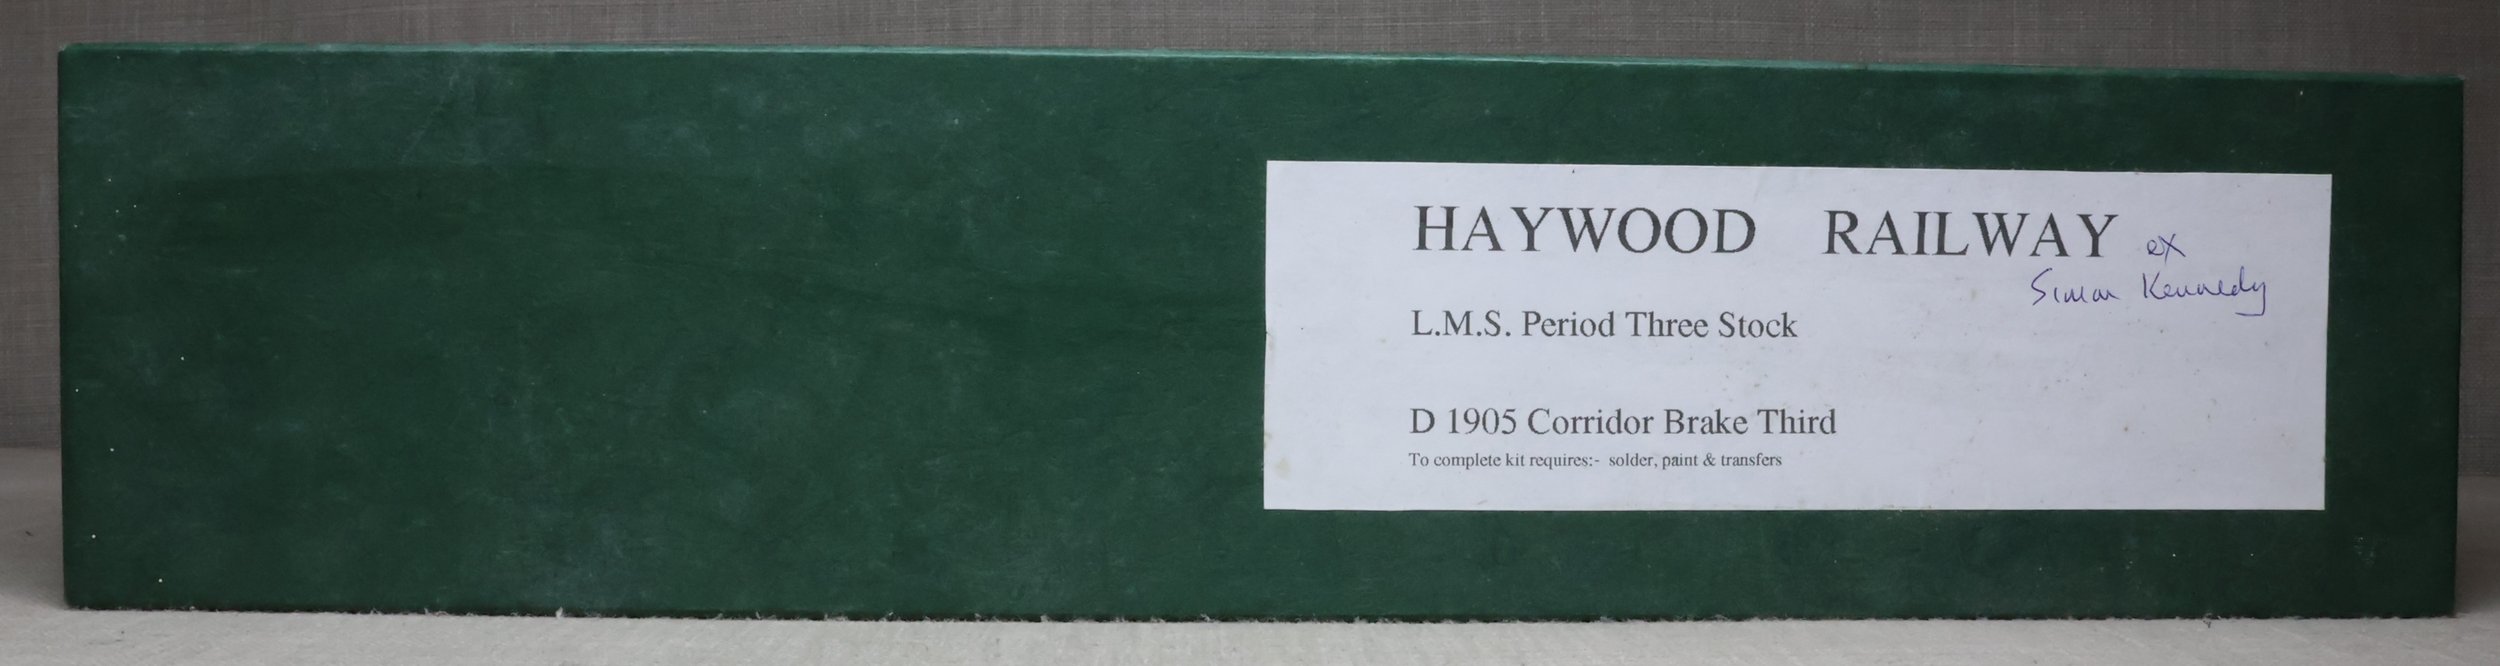 HAYWOOD RAILWAY ex
Simon Kennedy
L.M.S. Period Three Stock
D 1905 Corridor Brake Third
To complete kit requires:- solder, paint & transfers